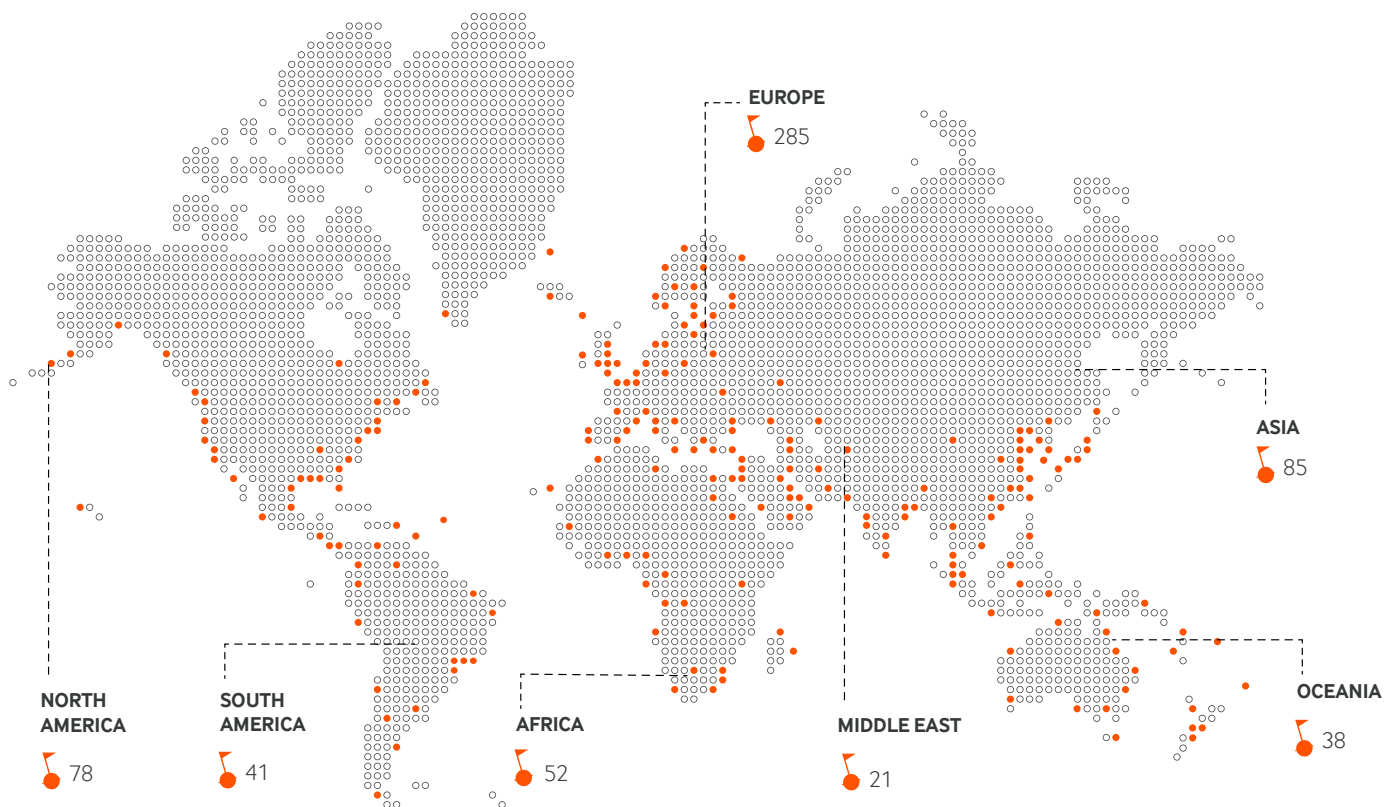 EUROPE
285
ASIA
85
NORTH
AMERICA
78
SOUTH
AMERICA
41
AFRICA
52
MIDDLE EAST
21
OCEANIA
38